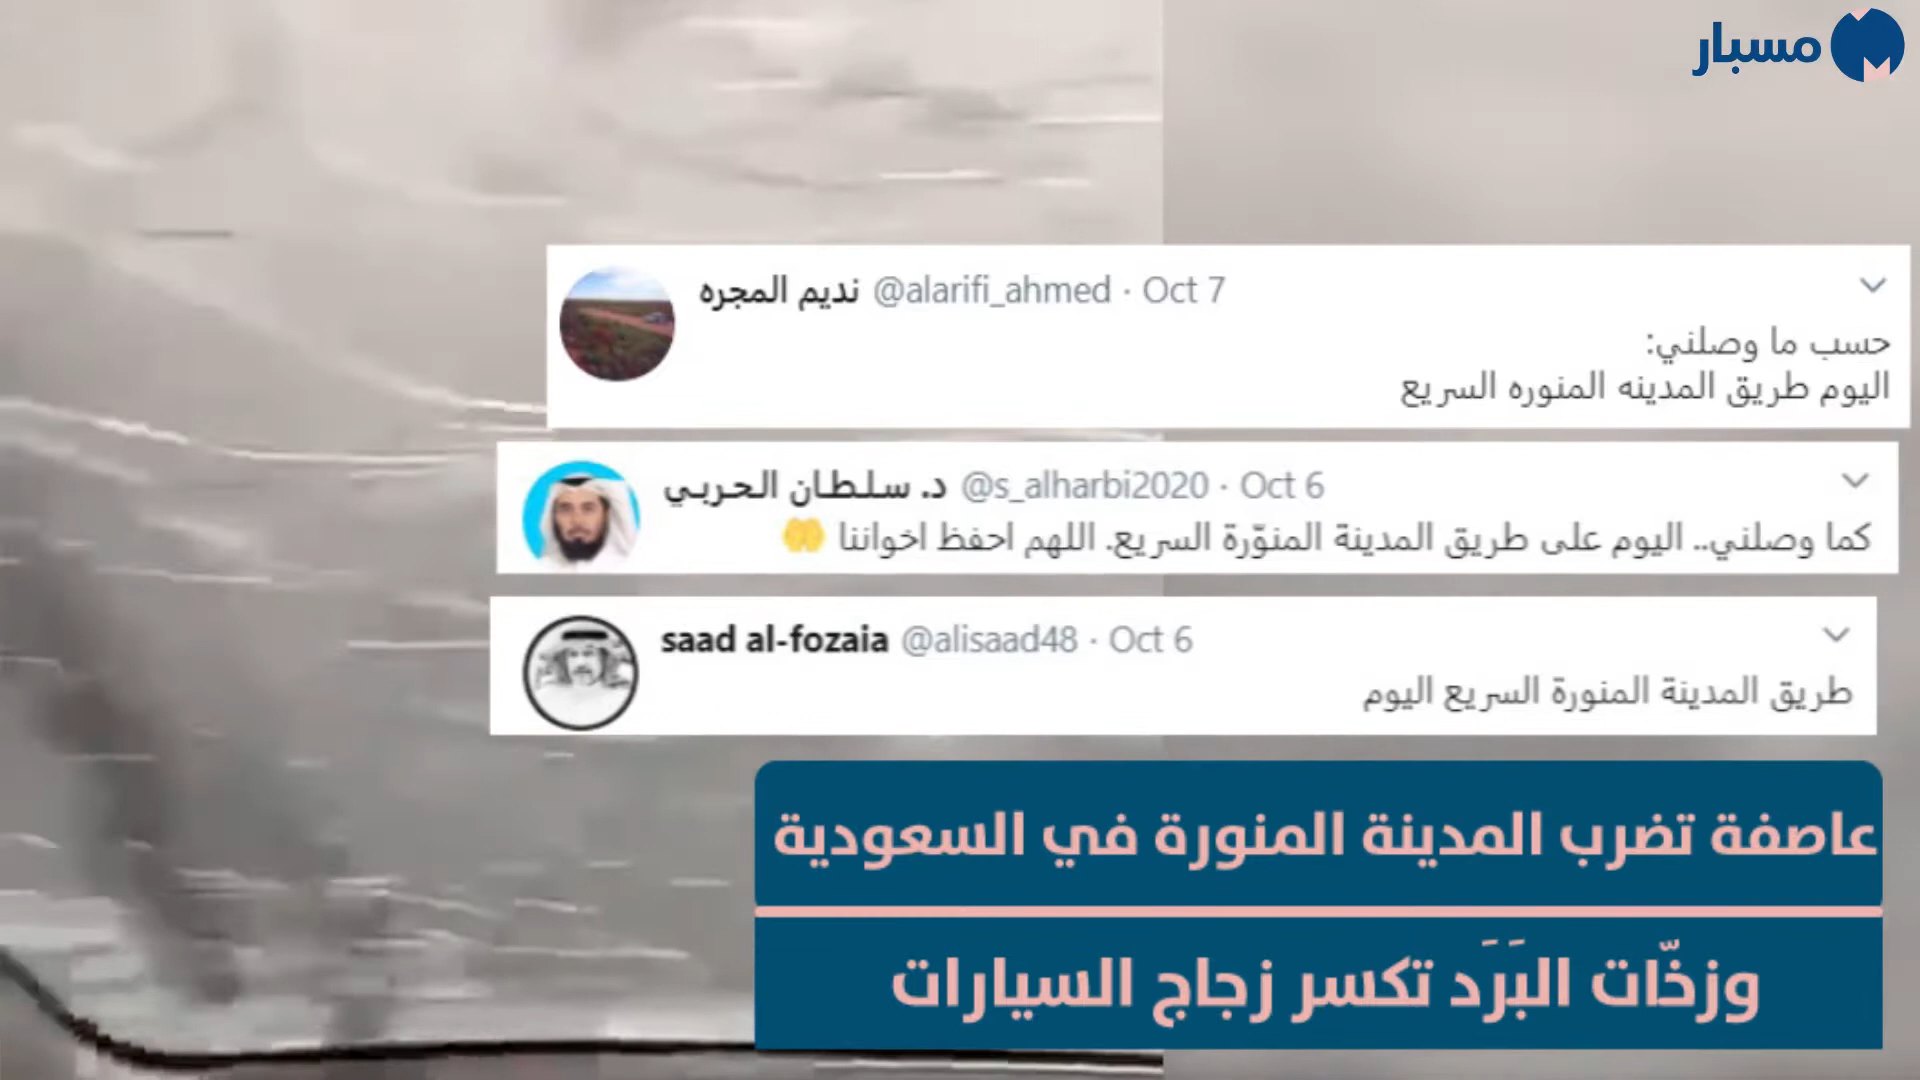 مسبار
نديم المجره @alarifi_ahmed · Oct 7
حسب ما وصلني:
اليوم طريق المدينه المنوره السريع
د. سلطان الحربي @s_alharbi2020 · Oct 6
كما وصلني.. اليوم على طريق المدينة المنوّرة السريع. اللهم احفظ اخواننا 🤲
saad al-fozaia @alisaad48 · Oct 6
طريق المدينة المنورة السريع اليوم
عاصفة تضرب المدينة المنورة في السعودية
وزخّات البَرَد تكسر زجاج السيارات